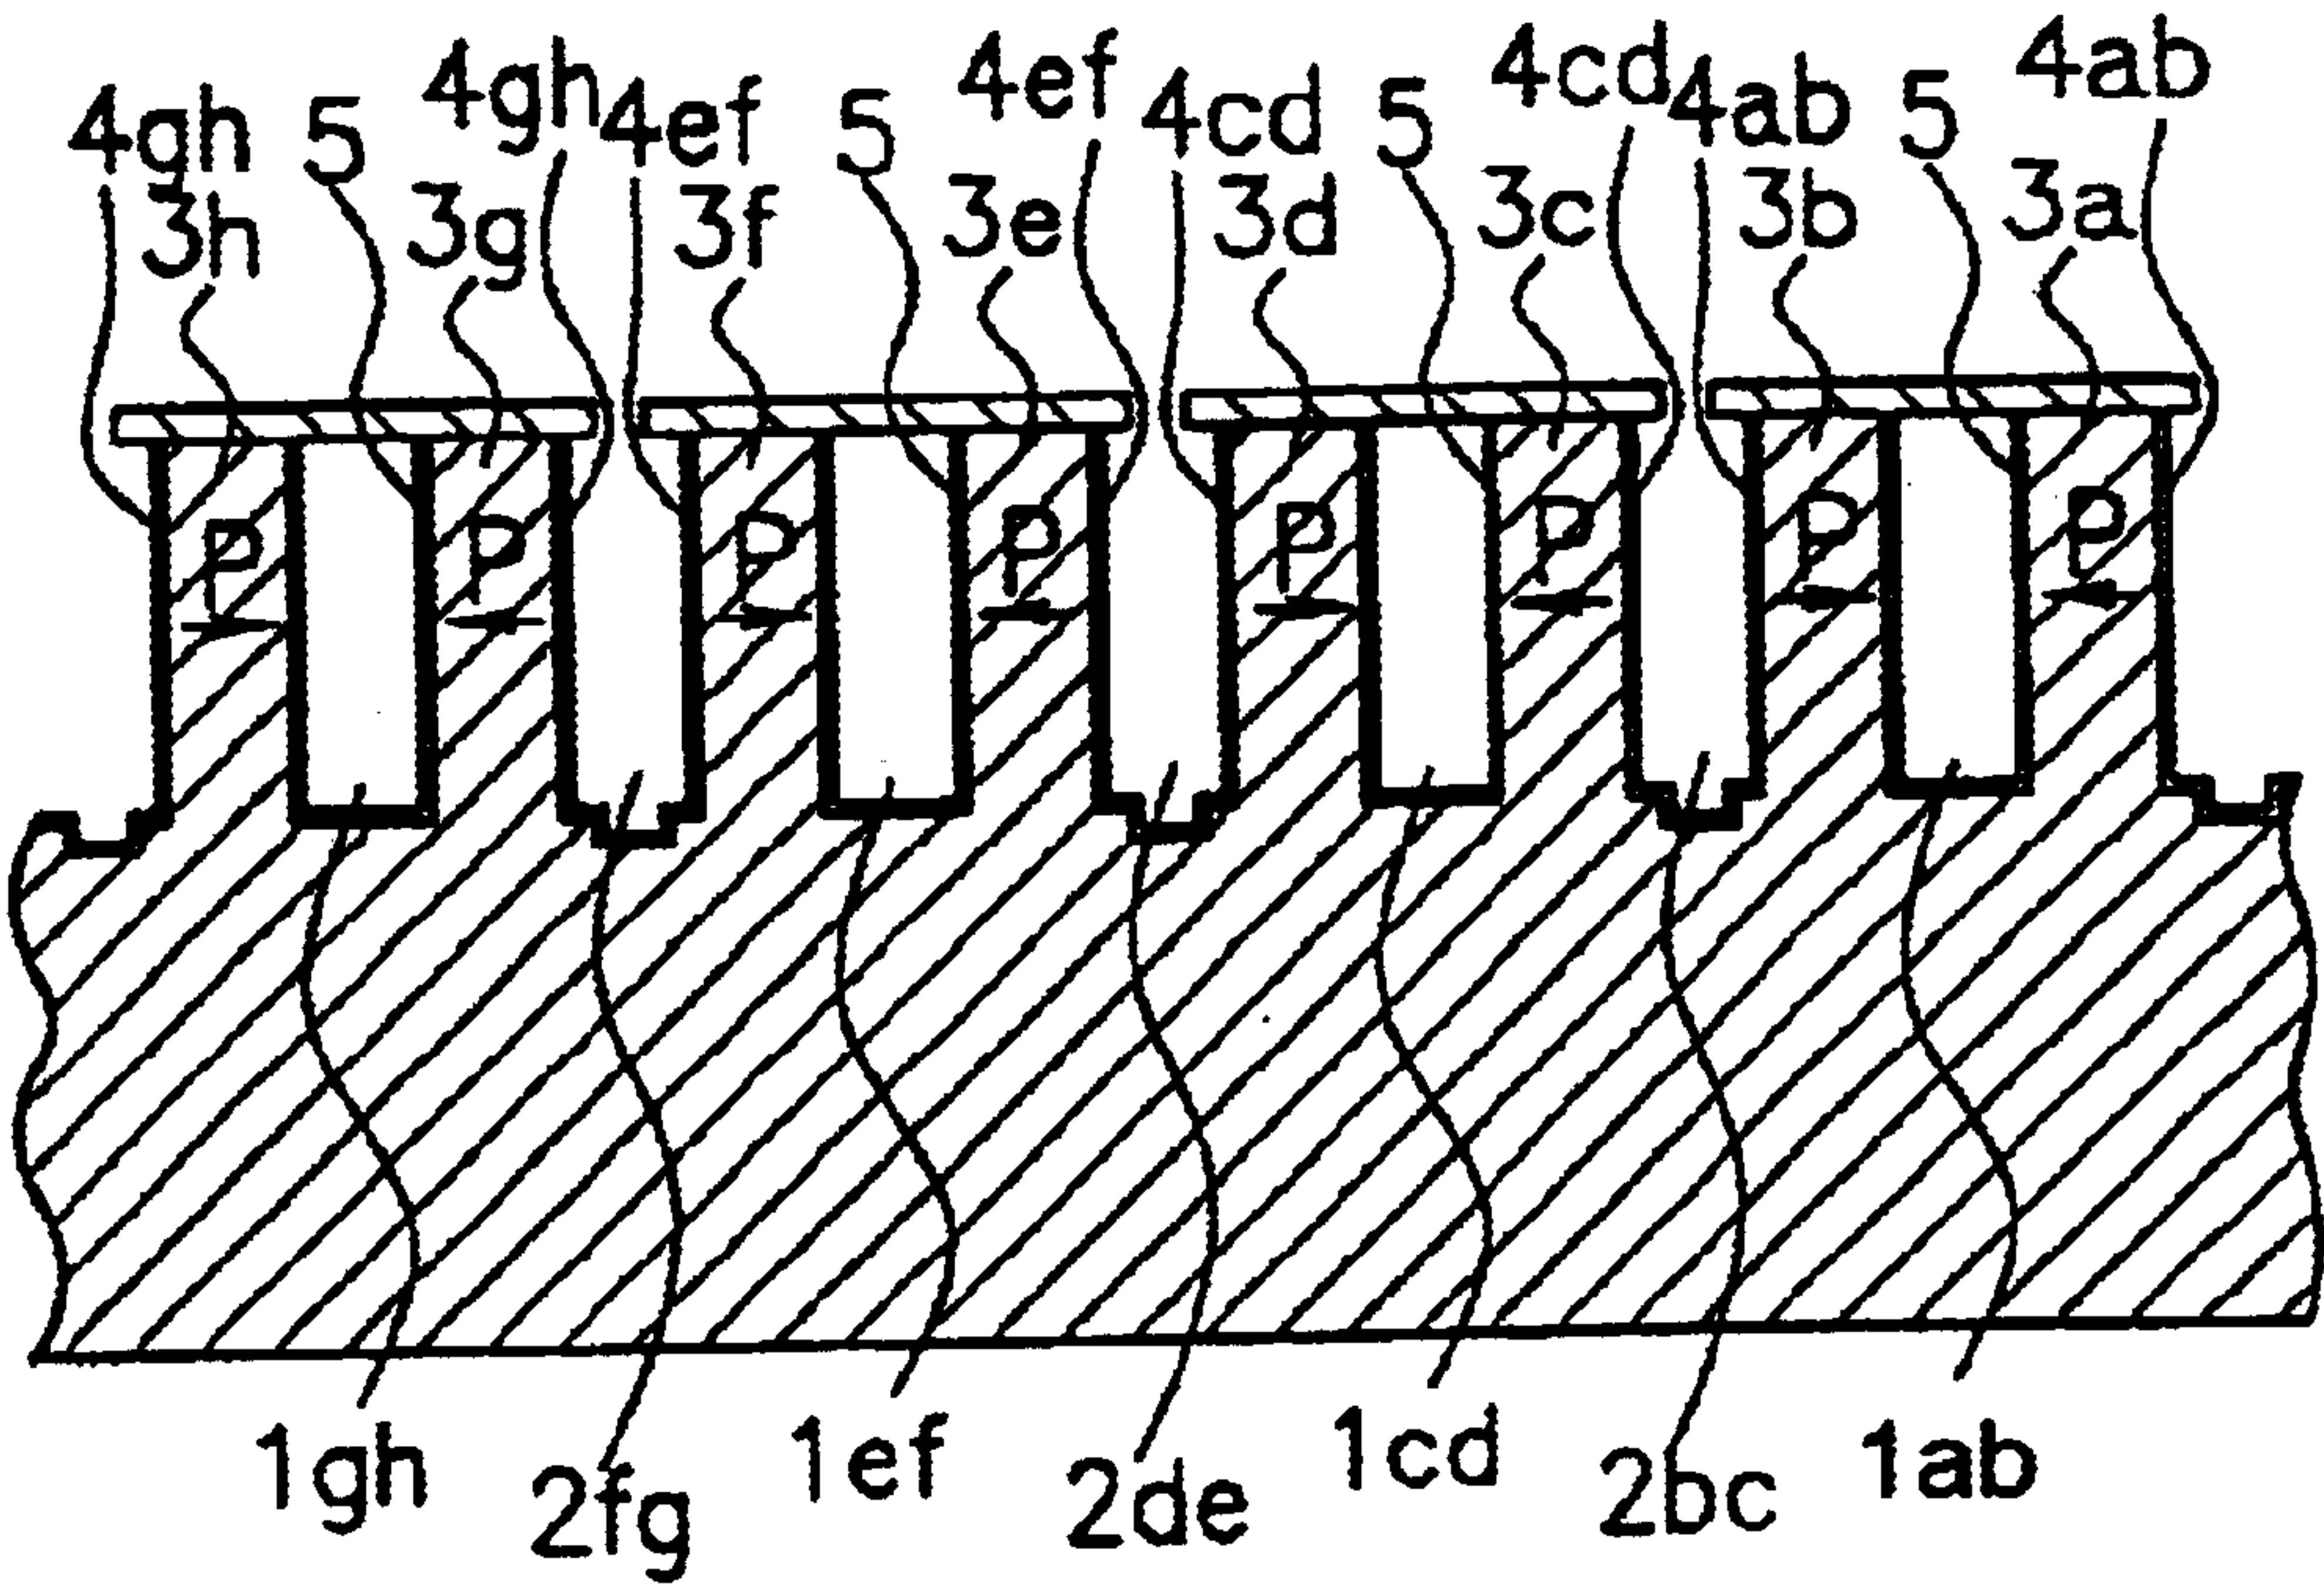 4gh 5 4gh 4ef 5 4ef 4cd 5 4cd 4ab 5 4ab
3h 3g 3f 3e 3d 3c 3b 3a
P P P P P P P P
1gh 2fg 1ef 2de 1cd 2bc 1ab